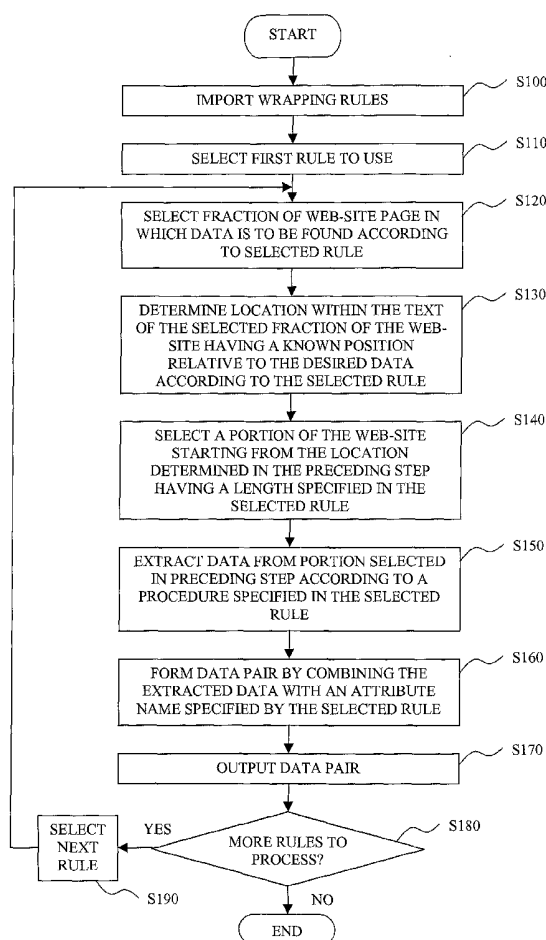 START
S100
IMPORT WRAPPING RULES
S110
SELECT FIRST RULE TO USE
S120
SELECT FRACTION OF WEB-SITE PAGE IN
WHICH DATA IS TO BE FOUND ACCORDING
TO SELECTED RULE
S130
DETERMINE LOCATION WITHIN THE TEXT
OF THE SELECTED FRACTION OF THE WEB-
SITE HAVING A KNOWN POSITION
RELATIVE TO THE DESIRED DATA
ACCORDING TO THE SELECTED RULE
S140
SELECT A PORTION OF THE WEB-SITE
STARTING FROM THE LOCATION
DETERMINED IN THE PRECEDING STEP
HAVING A LENGTH SPECIFIED IN THE
SELECTED RULE
S150
EXTRACT DATA FROM PORTION SELECTED
IN PRECEDING STEP ACCORDING TO A
PROCEDURE SPECIFIED IN THE SELECTED
RULE
S160
FORM DATA PAIR BY COMBINING THE
EXTRACTED DATA WITH AN ATTRIBUTE
NAME SPECIFIED BY THE SELECTED RULE
S170
OUTPUT DATA PAIR
S180
MORE RULES TO
PROCESS?
YES
SELECT
NEXT
RULE
S190
NO
END